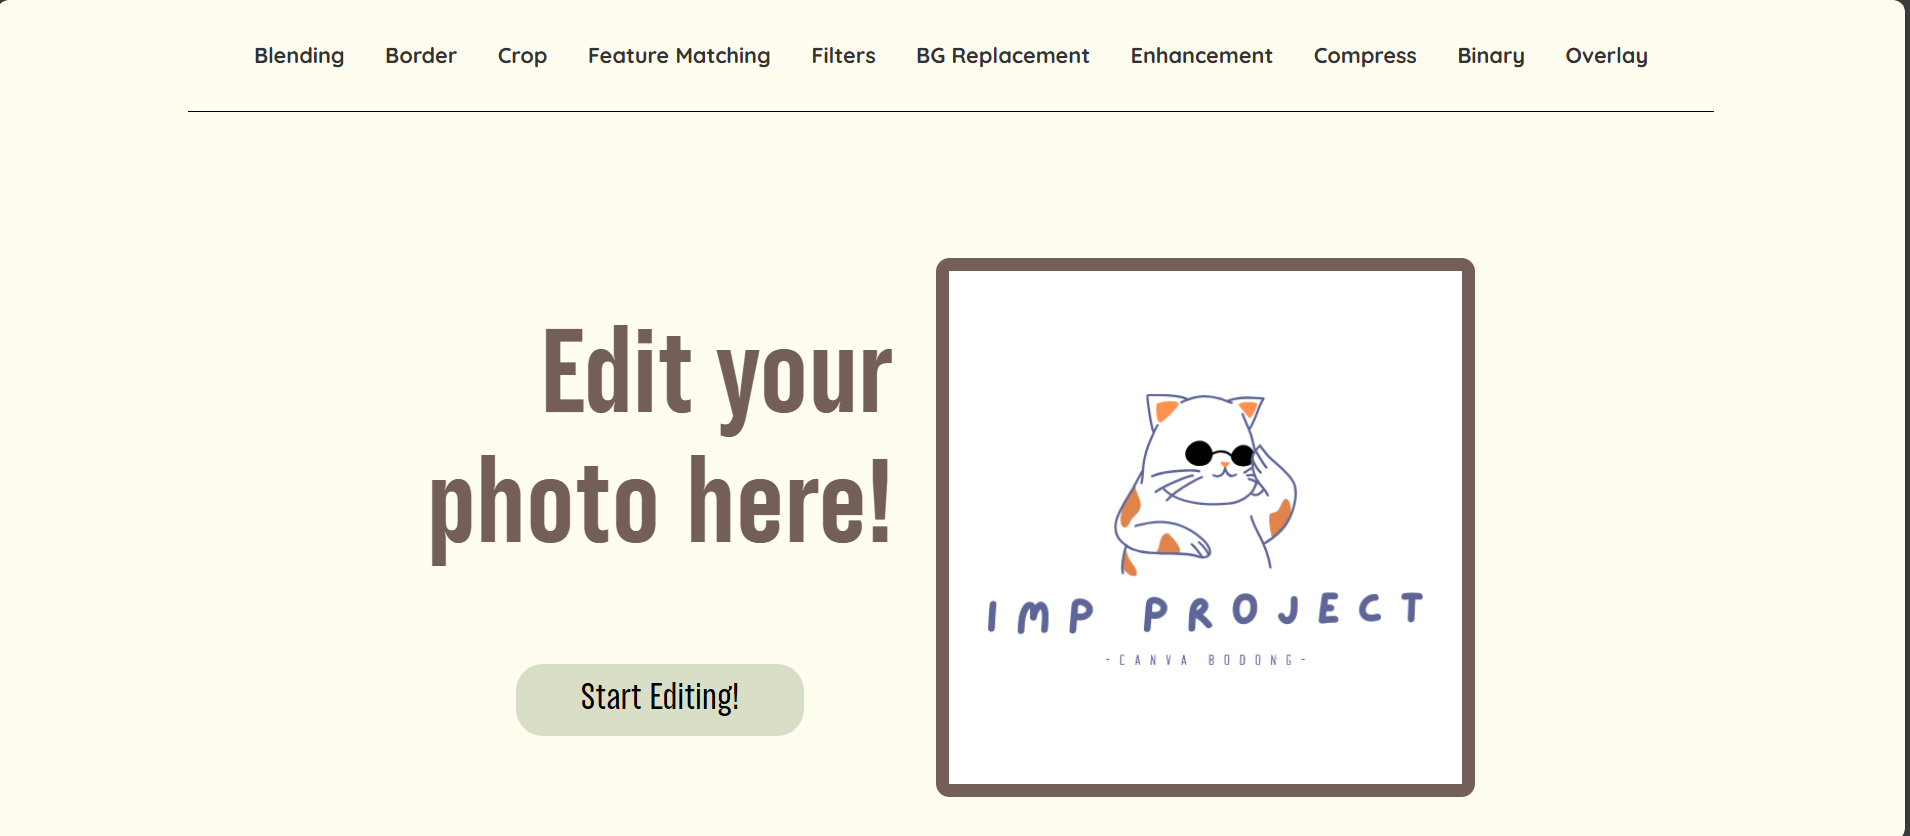 Blending Border Crop Feature Matching Filters BG Replacement Enhancement Compress Binary Overlay
Edit your
photo here!
Start Editing!
IMP PROJECT
-CANVA BODONG-